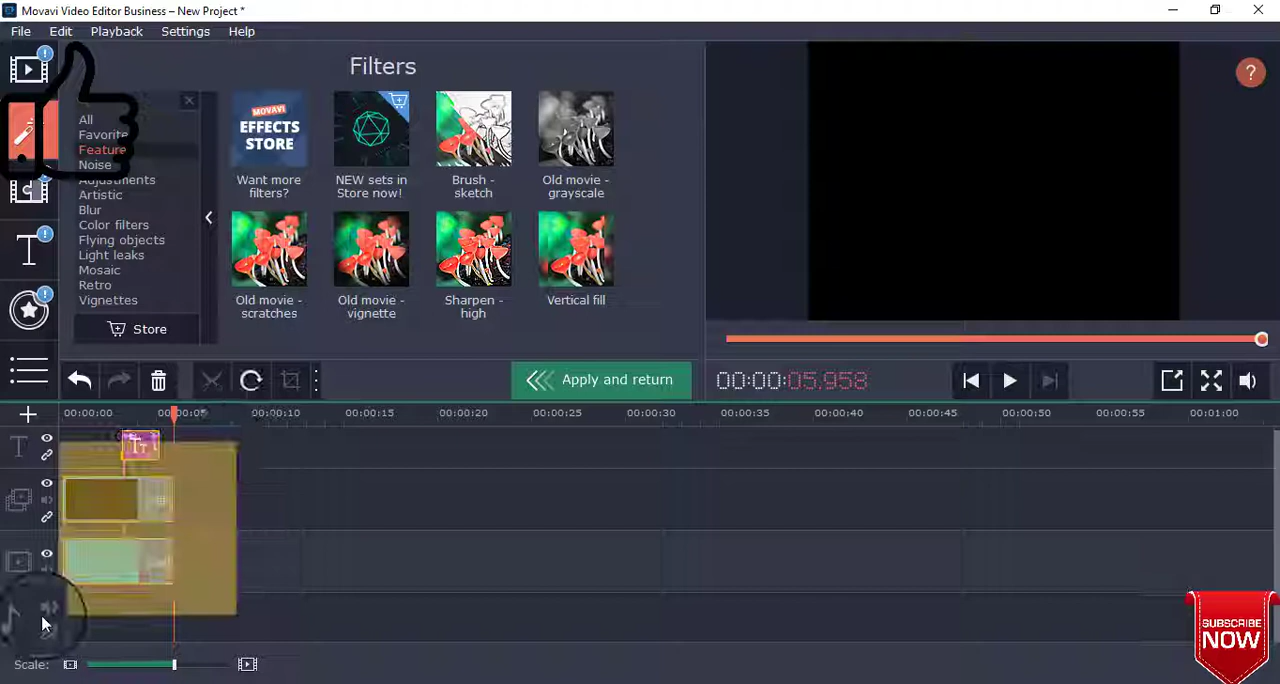 Movavi Video Editor Business – New Project *
File Edit Playback Settings Help
Filters
All
Favorite
Feature
Noise
Adjustments
Artistic
Blur
Color filters
Flying objects
Light leaks
Mosaic
Retro
Vignettes
Store
MOVAVI
EFFECTS
STORE
Want more
filters?
NEW sets in
Store now!
Brush -
sketch
Old movie -
grayscale
Old movie -
scratches
Old movie -
vignette
Sharpen -
high
Vertical fill
?
Apply and return
00:00:05.958
00:00:00 00:00:05 00:00:10 00:00:15 00:00:20 00:00:25 00:00:30 00:00:35 00:00:40 00:00:45 00:00:50 00:00:55 00:01:00
Scale:
SUBSCRIBE
NOW